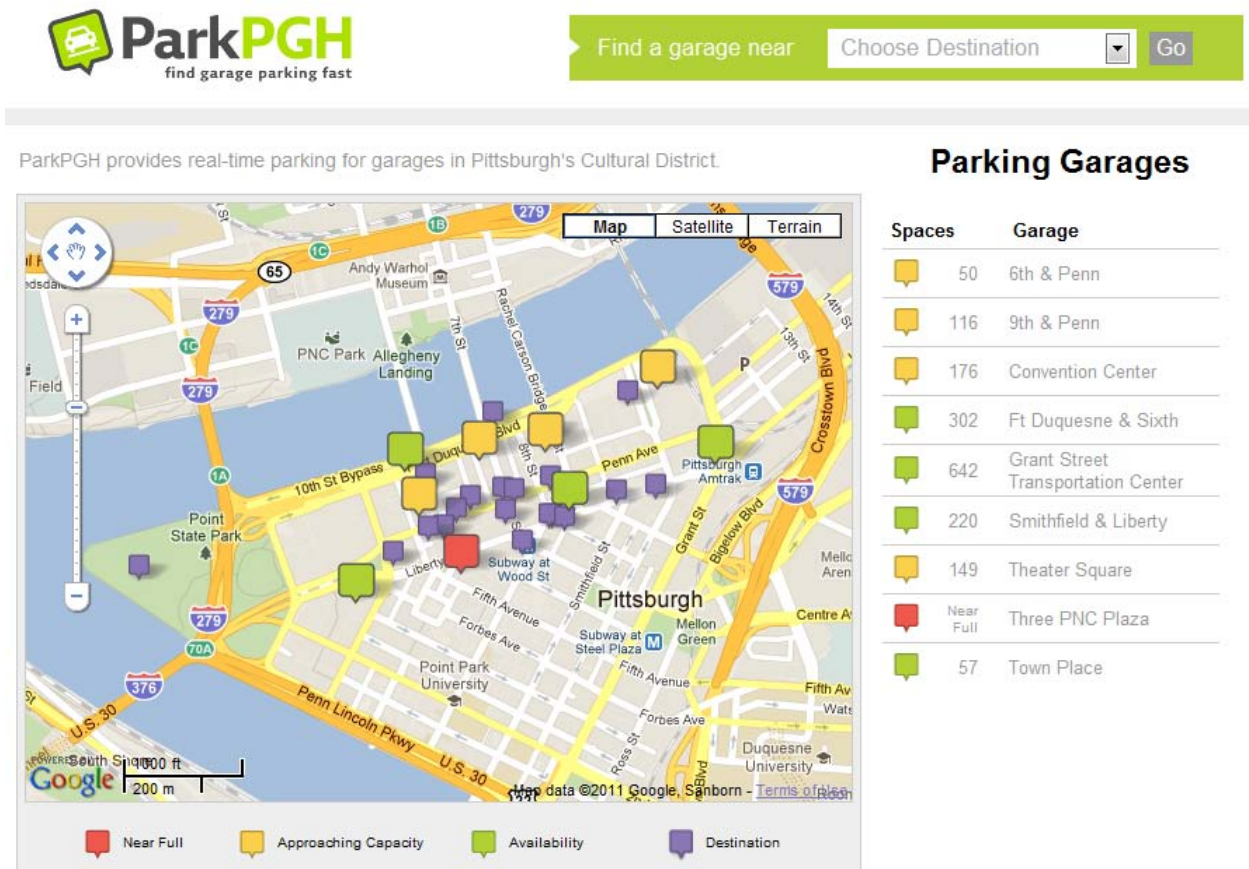 ParkPGH
find garage parking fast
Find a garage near
Choose Destination
Go
ParkPGH provides real-time parking for garages in Pittsburgh's Cultural District.
Parking Garages
Spaces Garage
50 6th & Penn
116 9th & Penn
176 Convention Center
302 Ft Duquesne & Sixth
642 Grant Street
Transportation Center
220 Smithfield & Liberty
149 Theater Square
Near
Full
Three PNC Plaza
57 Town Place
Map Satellite Terrain
279
1B
1C
65
Andy Warhol
Museum
579
279
14th St
13th St
7th St
Rachel Carson Bridge
1C
PNC Park
Allegheny
Landing
P
Field
279
Crosstown Blvd
Blvd
8th St
Penn Ave
Pittsburgh
Amtrak
1A
10th St Bypass
579
Point
State Park
Grant St
Bigelow Blvd
Liberty
Subway at
Wood St
Smithfield St
Fifth Avenue
Pittsburgh
279
Forbes Ave
Mellon
Green
Centre
Subway at
Steel Plaza
M
70A
Point Park
University
Fifth Avenue
376
Fifth
U.S. 30
Penn Lincoln Pkwy
Forbes Ave
Ross St
Duquesne
University
U.S. 30
Google
1000 ft
200 m
Map data ©2011 Google, Sanborn - Terms of Use
Near Full
Approaching Capacity
Availability
Destination